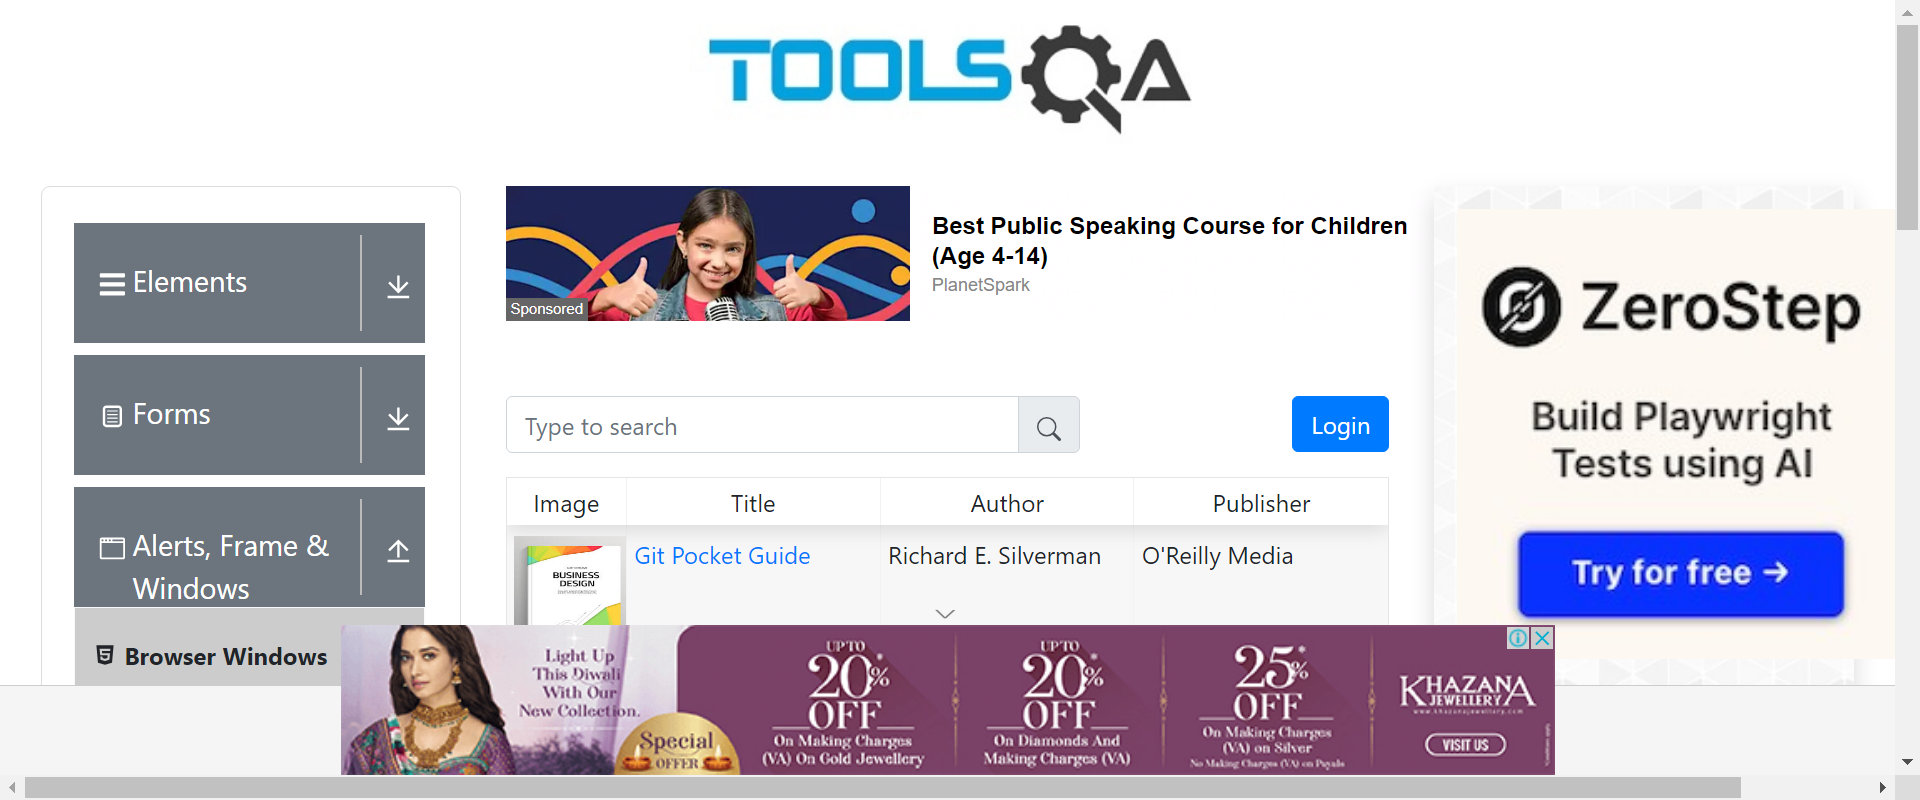 TOOLSQA
Elements
Forms
Alerts, Frame &
Windows
Browser Windows
Sponsored
Best Public Speaking Course for Children
(Age 4-14)
PlanetSpark
Type to search
Login
Image Title Author Publisher
BUSINESS
DESIGN
Git Pocket Guide Richard E. Silverman O'Reilly Media
ZeroStep
Build Playwright
Tests using AI
Try for free →
Light Up
This Diwali
With Our
New Collection.
Special
OFFER
UPTO
20%*
OFF
On Making Charges
(VA) On Gold Jewellery
UPTO
20%*
OFF
On Diamonds And
Making Charges (VA)
25%*
OFF
On Making Charges
(VA) on Silver
No Making Charges (VA) on Payals
KHAZANA
JEWELLERY
www.khazanajewellery.com
VISIT US